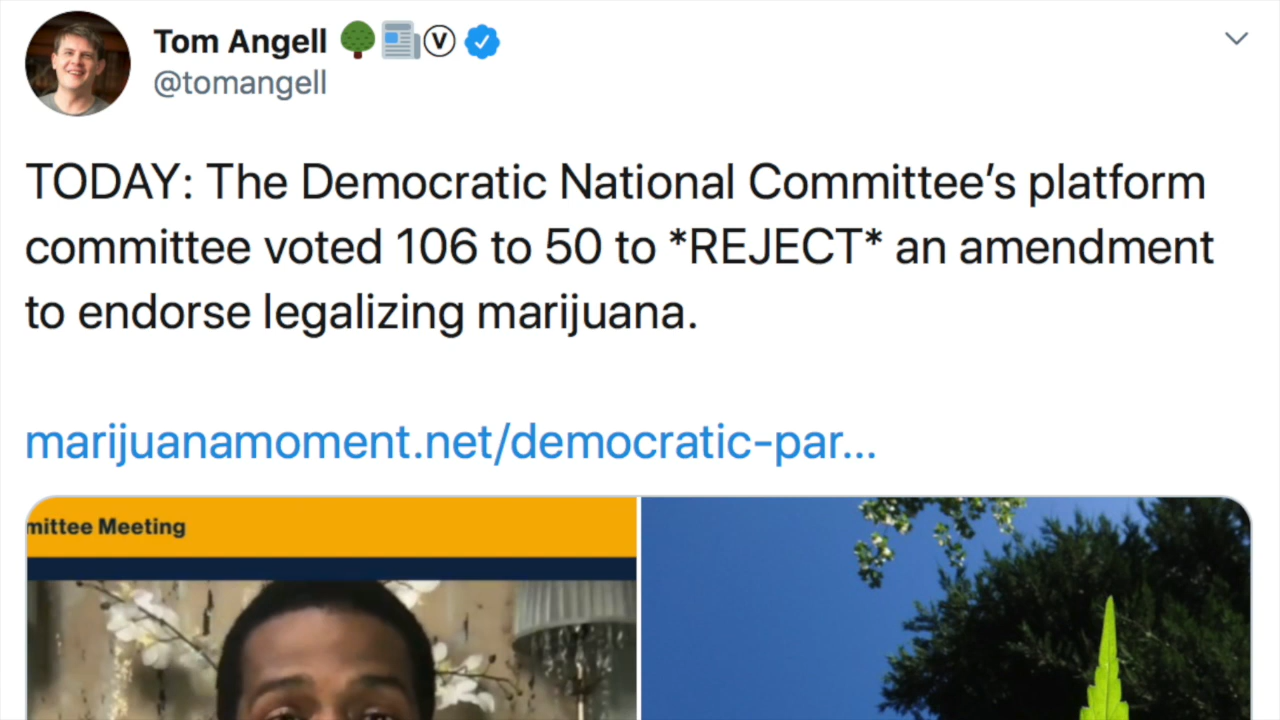 Tom Angell 🌳📰Ⓥ
@tomangell
TODAY: The Democratic National Committee’s platform
committee voted 106 to 50 to *REJECT* an amendment
to endorse legalizing marijuana.
marijuanamoment.net/democratic-par...
mittee Meeting